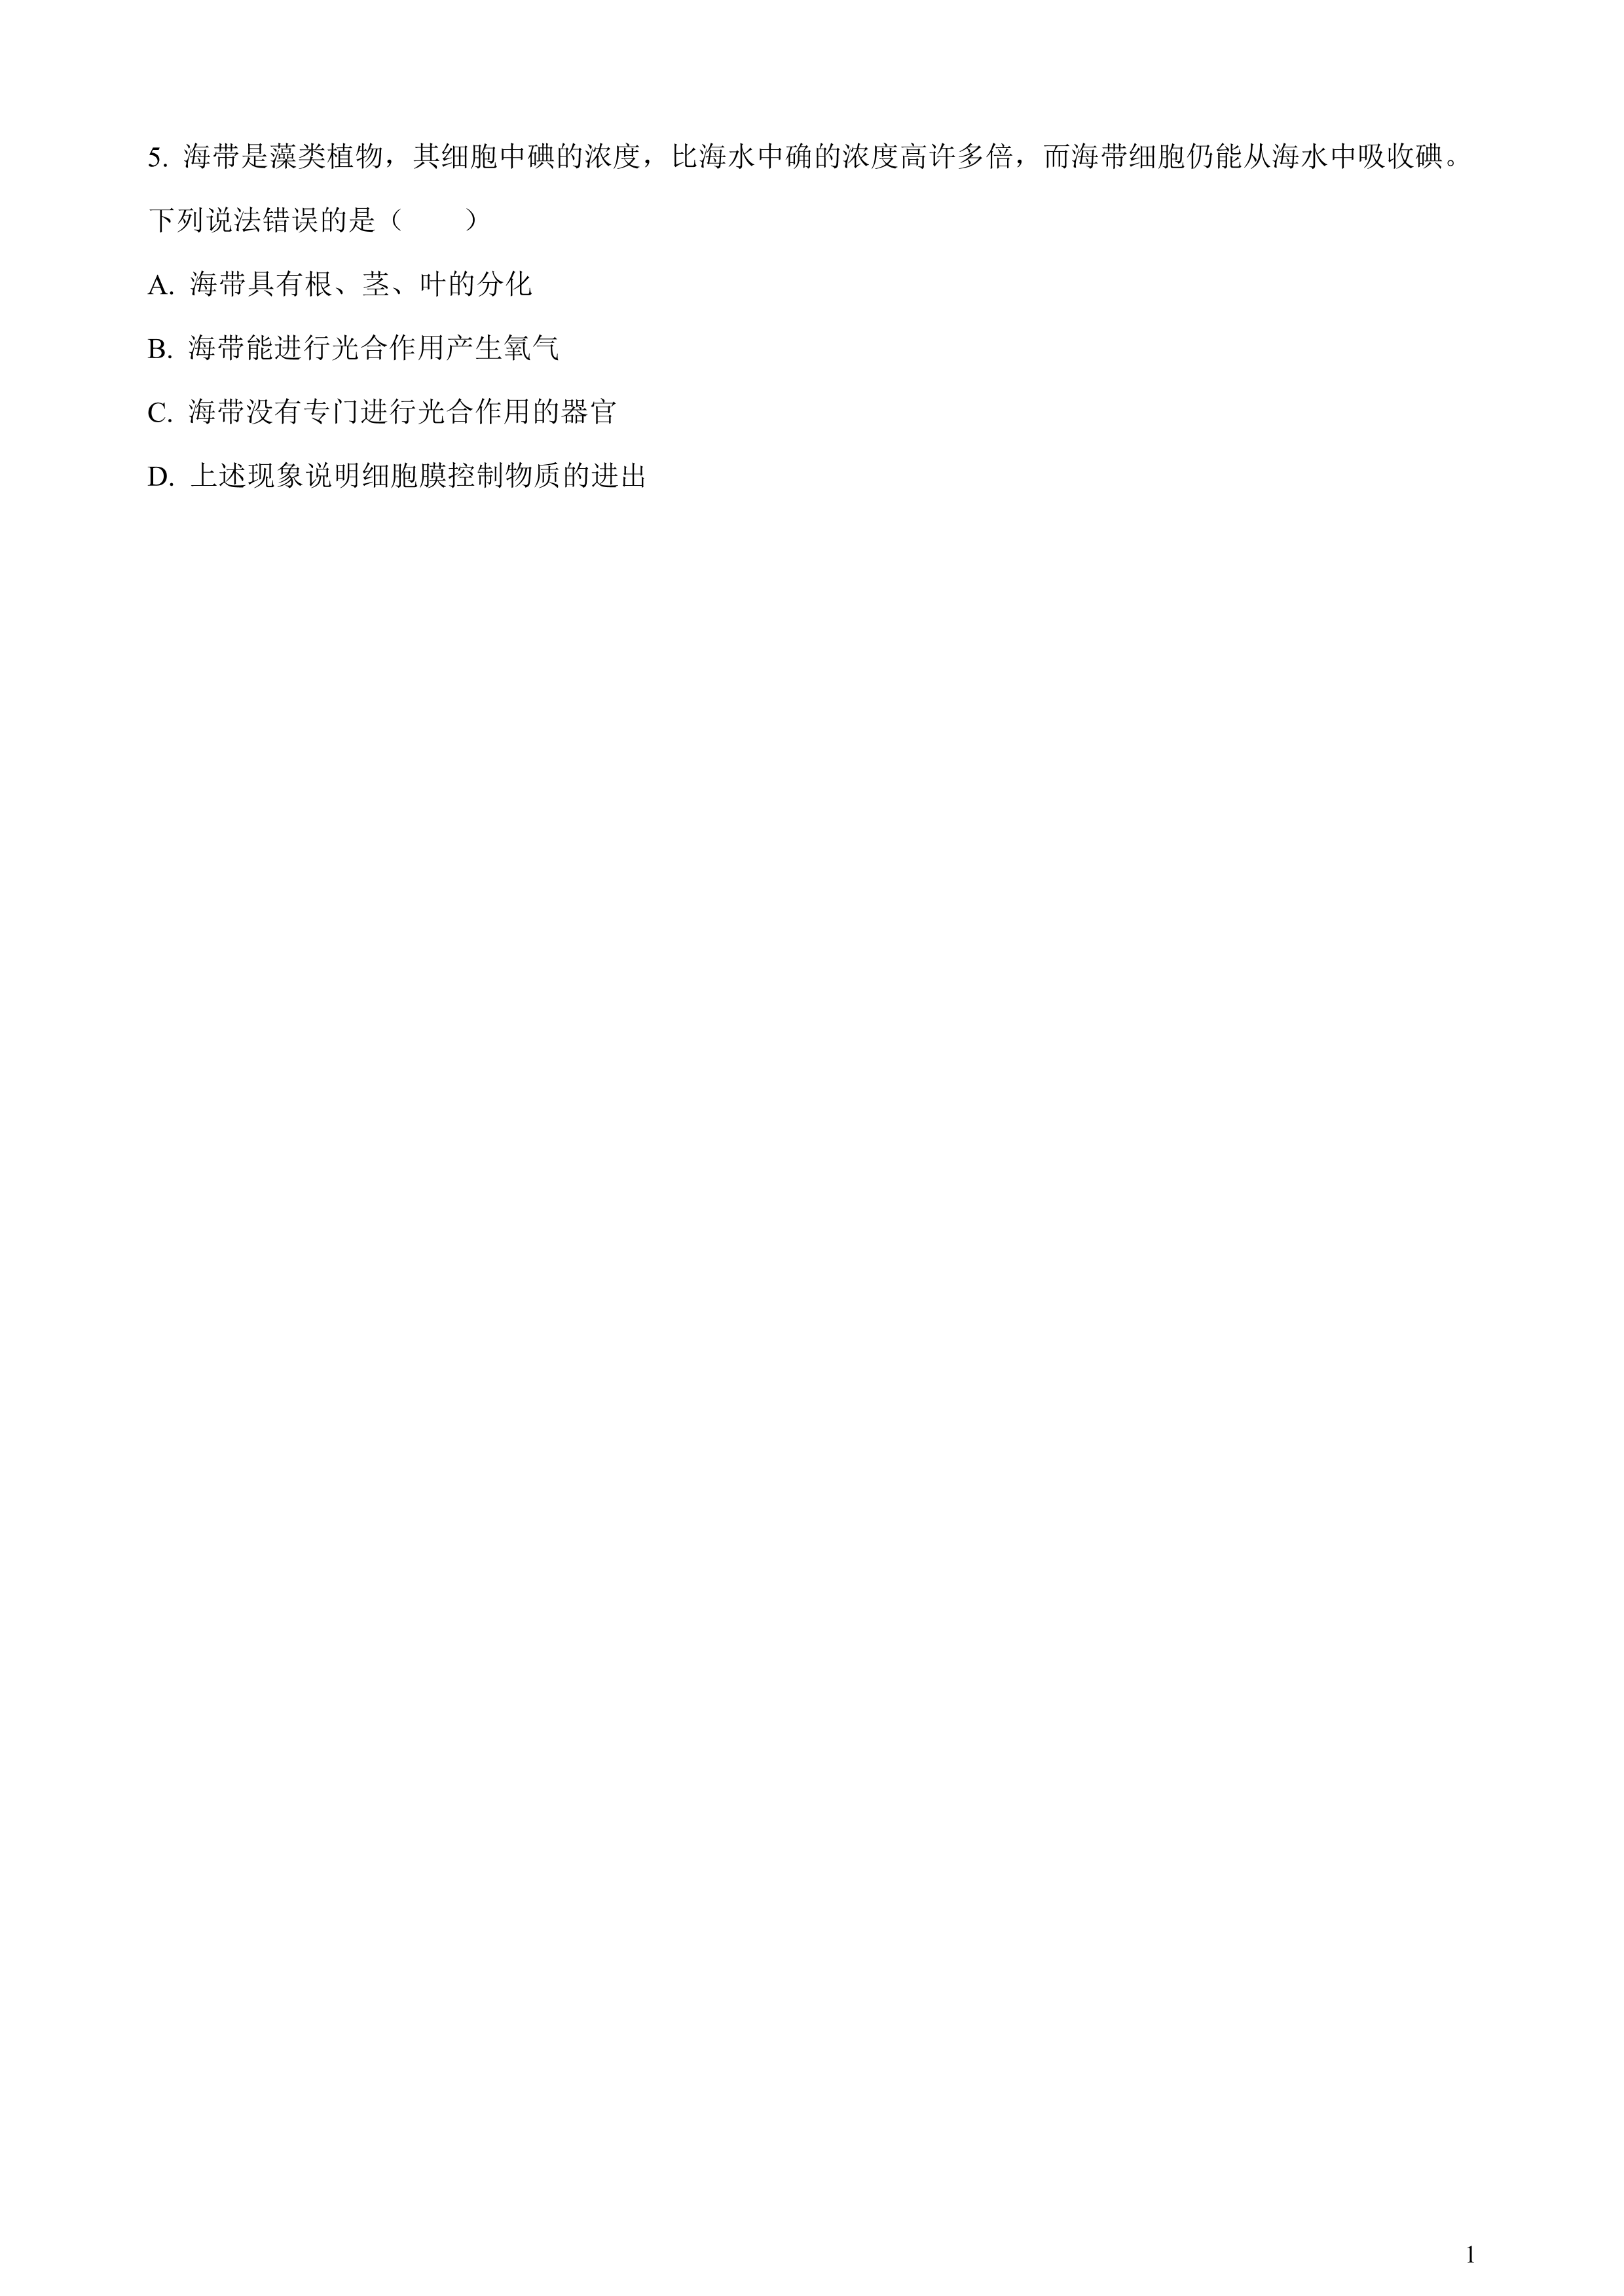 5. 海带是藻类植物，其细胞中碘的浓度，比海水中确的浓度高许多倍，而海带细胞仍能从海水中吸收碘。
下列说法错误的是（　　）
A. 海带具有根、茎、叶的分化
B. 海带能进行光合作用产生氧气
C. 海带没有专门进行光合作用的器官
D. 上述现象说明细胞膜控制物质的进出
1